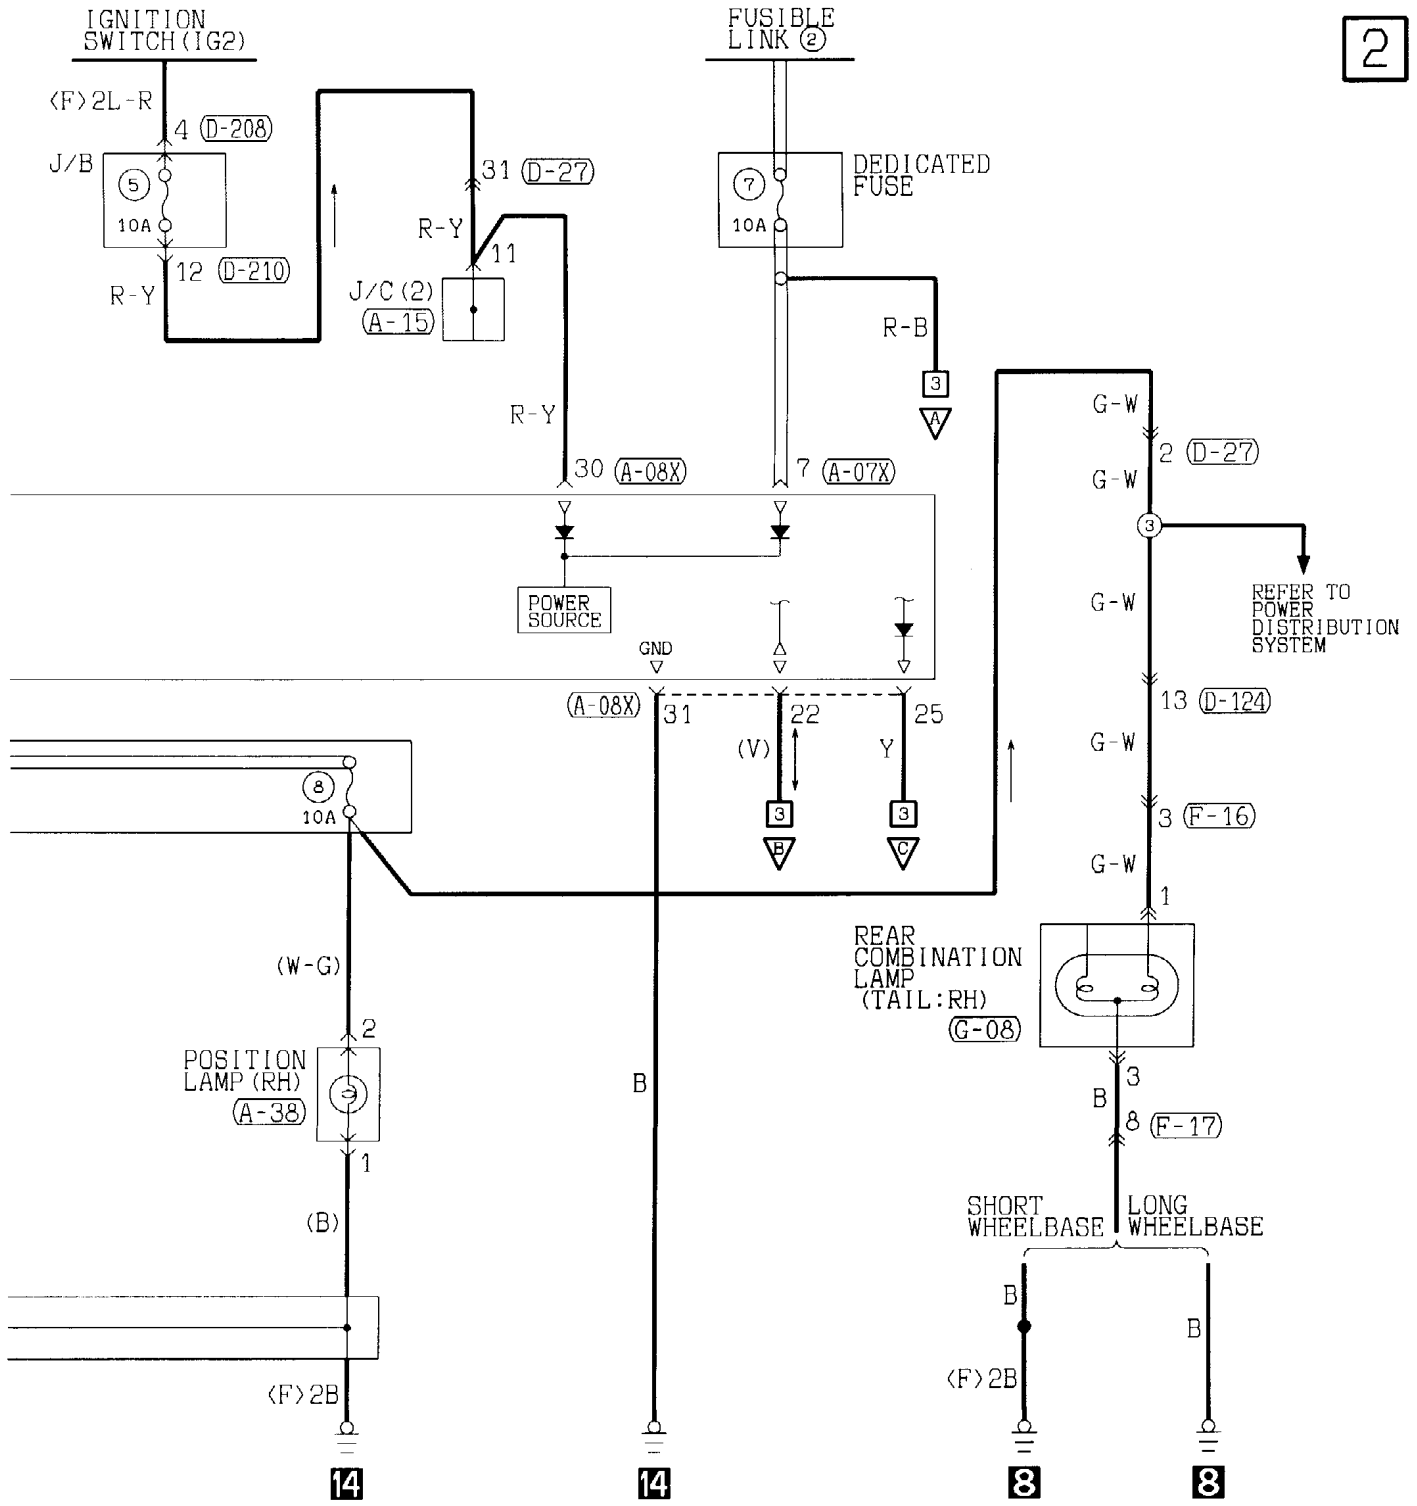 IGNITION
SWITCH(IG2)
FUSIBLE
LINK ②
2
<F>2L-R
4 (D-208)
J/B
5
10A
12 (D-210)
R-Y
31 (D-27)
R-Y
11
J/C(2)
(A-15)
R-Y
7
10A
DEDICATED
FUSE
R-B
3
A
30 (A-08X)
7 (A-07X)
G-W
2 (D-27)
G-W
3
REFER TO
POWER
DISTRIBUTION
SYSTEM
G-W
POWER
SOURCE
GND
(A-08X)
31
22
25
13 (D-124)
(V)
Y
G-W
3
3
B
C
8
10A
3 (F-16)
G-W
1
REAR
COMBINATION
LAMP
(TAIL:RH)
(G-08)
(W-G)
2
POSITION
LAMP(RH)
(A-38)
1
B
3
B
8 (F-17)
(B)
SHORT
WHEELBASE
LONG
WHEELBASE
B
B
<F>2B
<F>2B
14
14
8
8